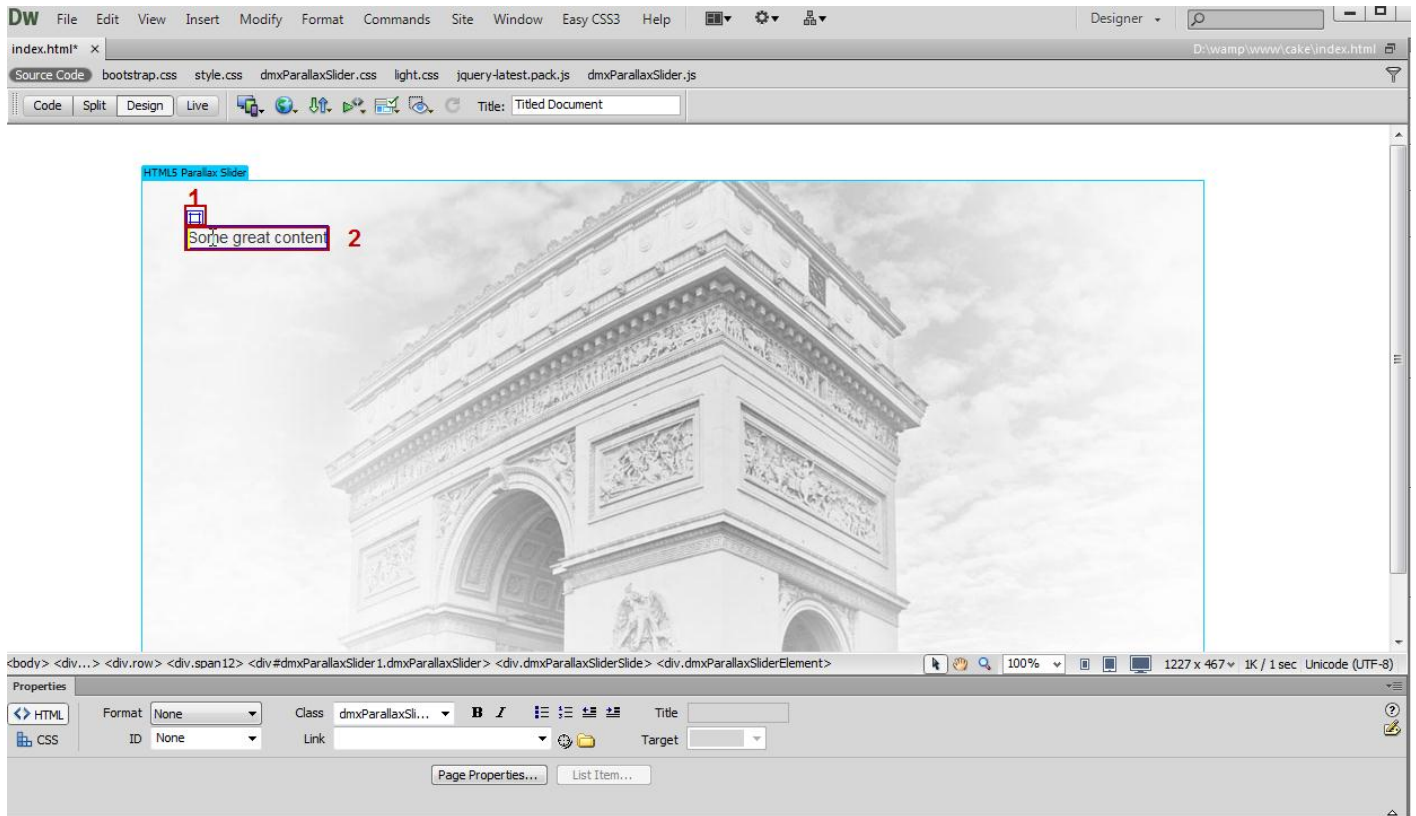 DW File Edit View Insert Modify Format Commands Site Window Easy CSS3 Help Designer
index.html* × D:\wamp\www\cake\index.html
Source Code bootstrap.css style.css dmxParallaxSlider.css light.css jquery-latest.pack.js dmxParallaxSlider.js
Code Split Design Live Title: Titled Document
HTML5 Parallax Slider
1
Some great content 2
<body> <div...> <div.row> <div.span12> <div#dmxParallaxSlider1.dmxParallaxSlider> <div.dmxParallaxSliderSlide> <div.dmxParallaxSliderElement> 100% 1227 x 467 1K / 1 sec Unicode (UTF-8)
Properties
<> HTML Format None Class dmxParallaxSli... B I Title
CSS ID None Link Target
Page Properties... List Item...